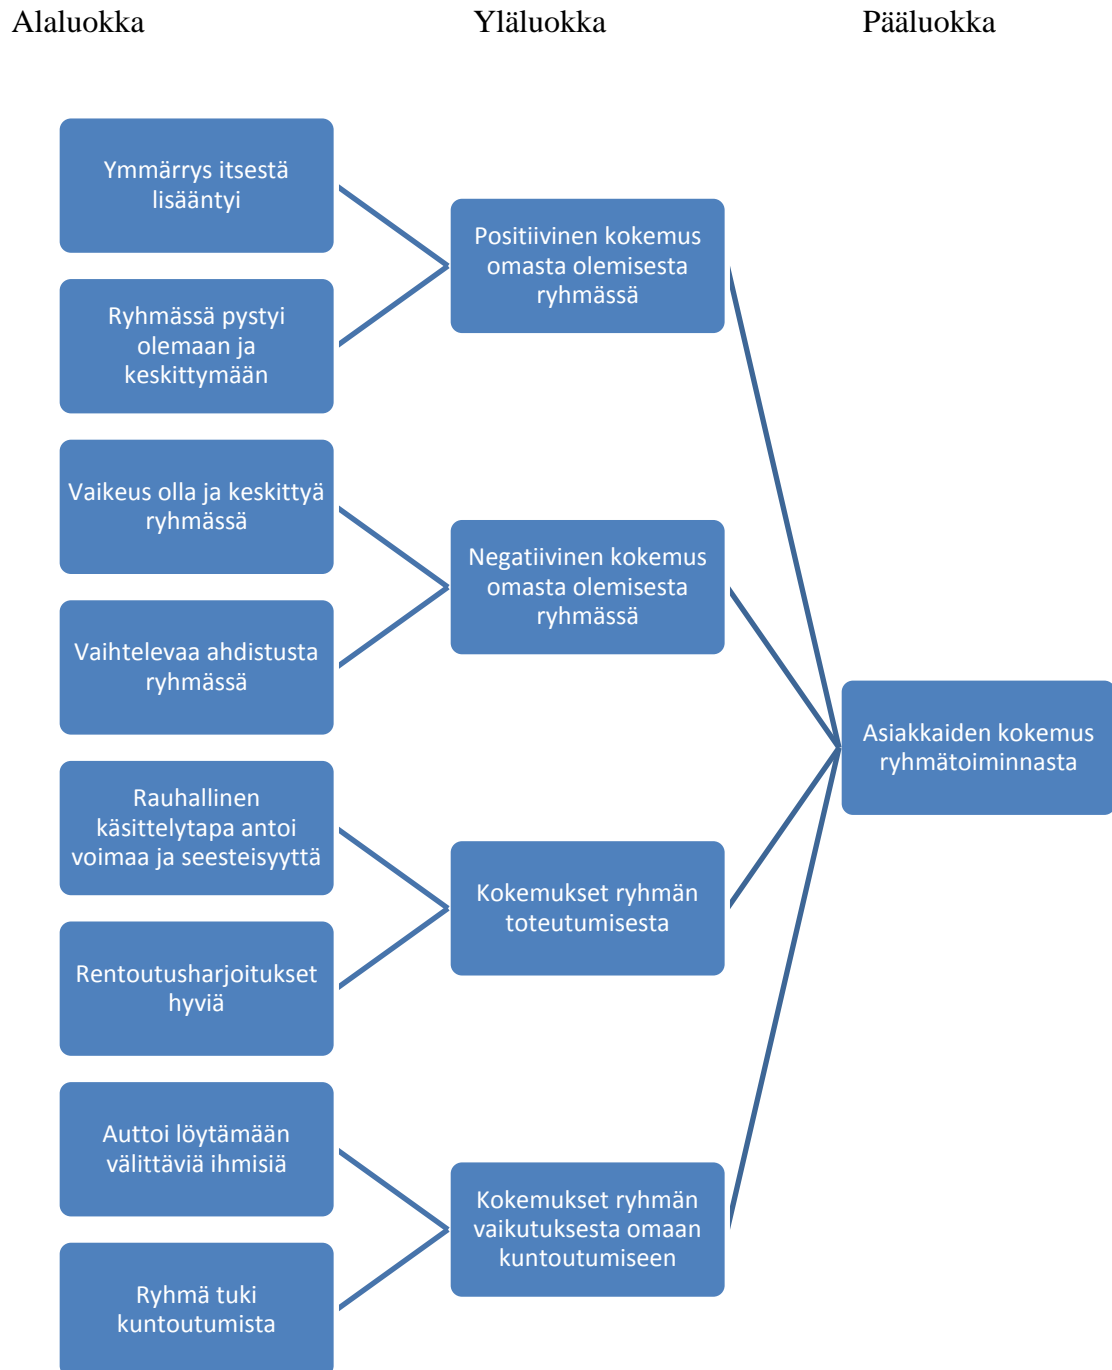 Alaluokka
Yläluokka
Pääluokka
Ymmärrys itsestä
lisääntyi
Ryhmässä pystyi
olemaan ja
keskittymään
Positiivinen kokemus
omasta olemisesta
ryhmässä
Vaikeus olla ja keskittyä
ryhmässä
Vaihtelevaa ahdistusta
ryhmässä
Negatiivinen kokemus
omasta olemisesta
ryhmässä
Rauhallinen
käsittelytapa antoi
voimaa ja seesteisyyttä
Rentoutusharjoitukset
hyviä
Kokemukset ryhmän
toteutumisesta
Auttoi löytämään
välittäviä ihmisiä
Ryhmä tuki
kuntoutumista
Kokemukset ryhmän
vaikutuksesta omaan
kuntoutumiseen
Asiakkaiden kokemus
ryhmätoiminnasta